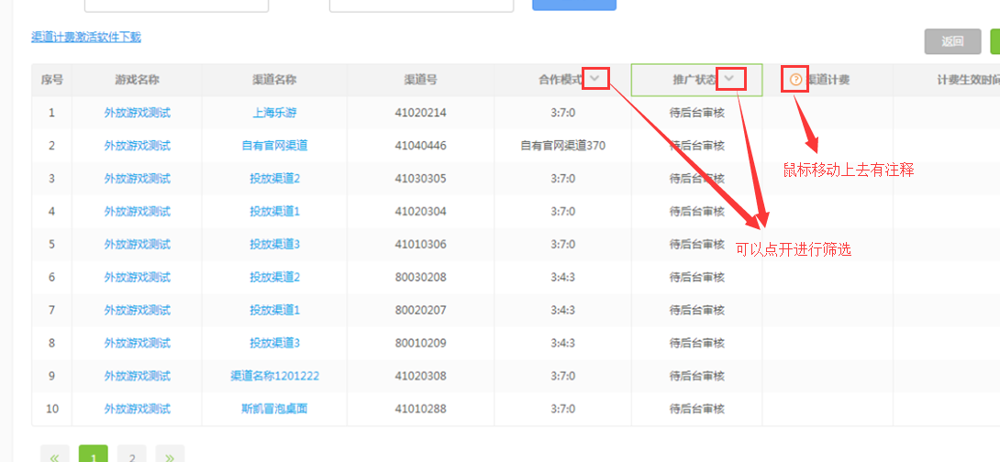 渠道计费激活软件下载
返回
序号 游戏名称 渠道名称 渠道号 合作模式 推广状态 ? 渠道计费 计费生效时间
1 外放游戏测试 上海乐游 41020214 3:7:0 待后台审核
2 外放游戏测试 自有官网渠道 41040446 自有官网渠道370 待后台审核
3 外放游戏测试 投放渠道2 41030305 3:7:0 待后台审核
4 外放游戏测试 投放渠道1 41020304 3:7:0 待后台审核
5 外放游戏测试 投放渠道3 41010306 3:7:0 待后台审核
6 外放游戏测试 投放渠道2 80030208 3:4:3 待后台审核
7 外放游戏测试 投放渠道1 80020207 3:4:3 待后台审核
8 外放游戏测试 投放渠道3 80010209 3:4:3 待后台审核
9 外放游戏测试 渠道名称1201222 41020308 3:7:0 待后台审核
10 外放游戏测试 斯凯冒泡桌面 41010288 3:7:0 待后台审核
鼠标移动上去有注释
可以点开进行筛选
« 1 2 »